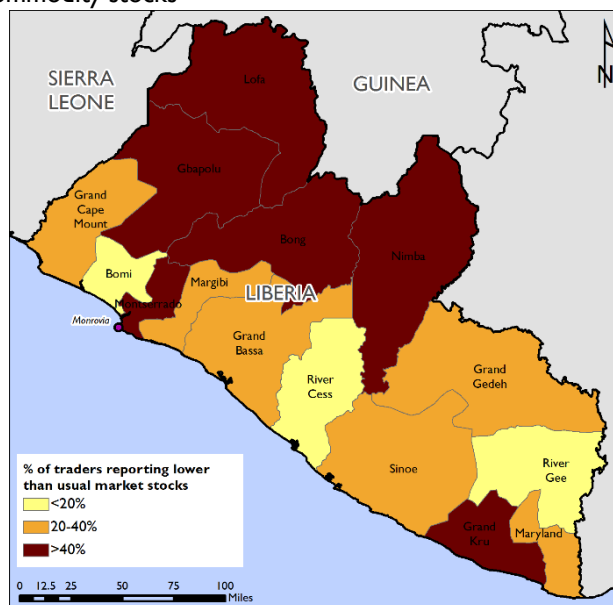 ommodity stocks
SIERRA
LEONE
GUINEA
N
Lofa
Gbapolu
Grand
Cape
Mount
Bong
Nimba
Bomi
Margibi
LIBERIA
Montserrado
Monrovia
Grand
Bassa
River
Cess
Grand
Gedeh
Sinoe
River
Gee
Grand
Kru
Maryland
% of traders reporting lower
than usual market stocks
<20%
20-40%
>40%
0 12.5 25 50 75 100
Miles